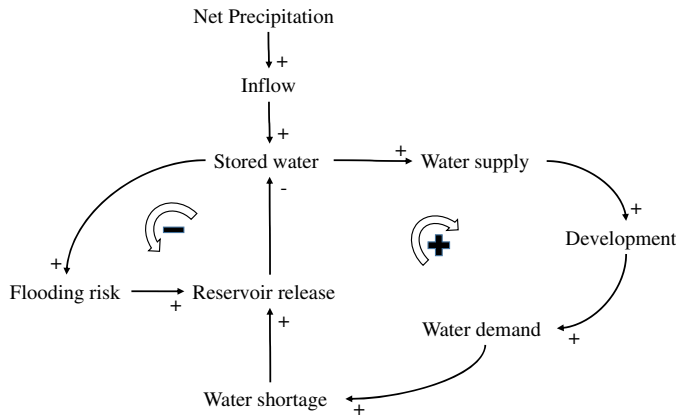 Net Precipitation
+
Inflow
+
Stored water
+
Water supply
-
+
+
Development
Flooding risk
+
Reservoir release
+
Water demand
+
Water shortage
+